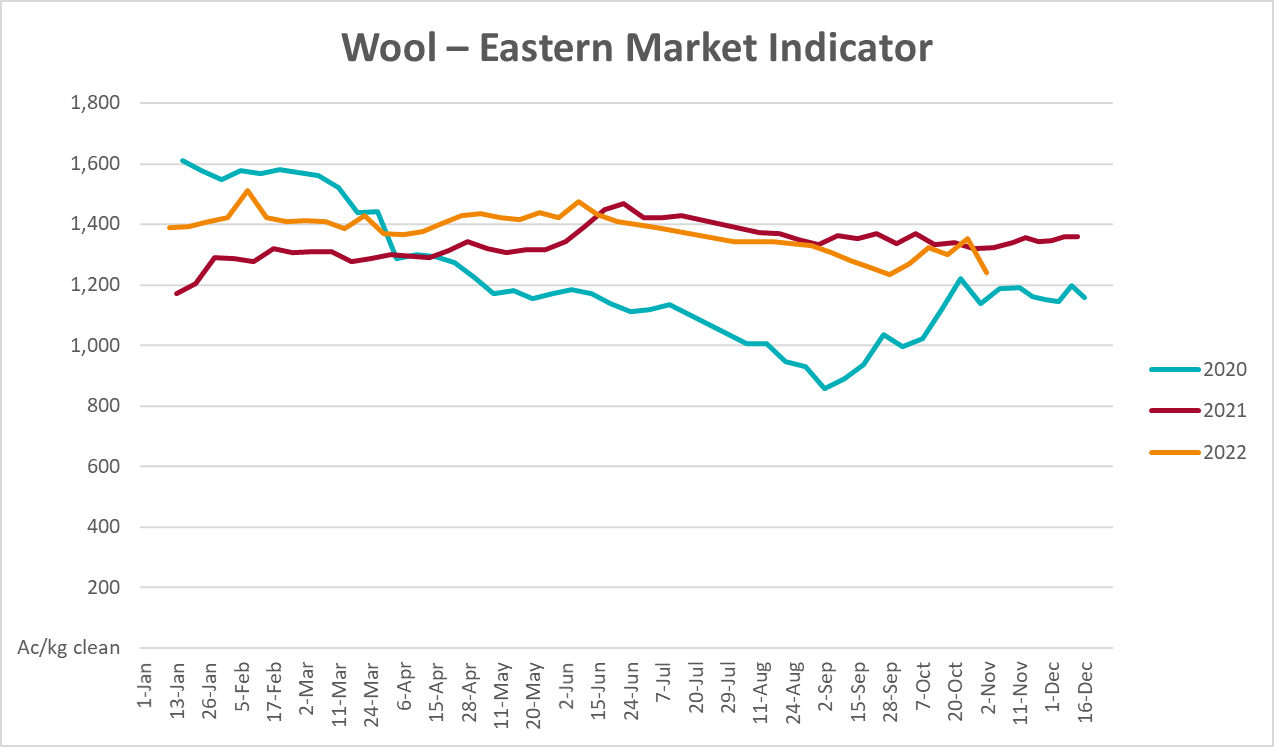 Wool – Eastern Market Indicator
1,800
1,600
1,400
1,200
1,000
800
600
400
200
Ac/kg clean
1-Jan
13-Jan
26-Jan
5-Feb
17-Feb
2-Mar
11-Mar
24-Mar
6-Apr
15-Apr
28-Apr
11-May
20-May
2-Jun
15-Jun
24-Jun
7-Jul
20-Jul
29-Jul
11-Aug
24-Aug
2-Sep
15-Sep
28-Sep
7-Oct
20-Oct
2-Nov
11-Nov
1-Dec
16-Dec
2020
2021
2022